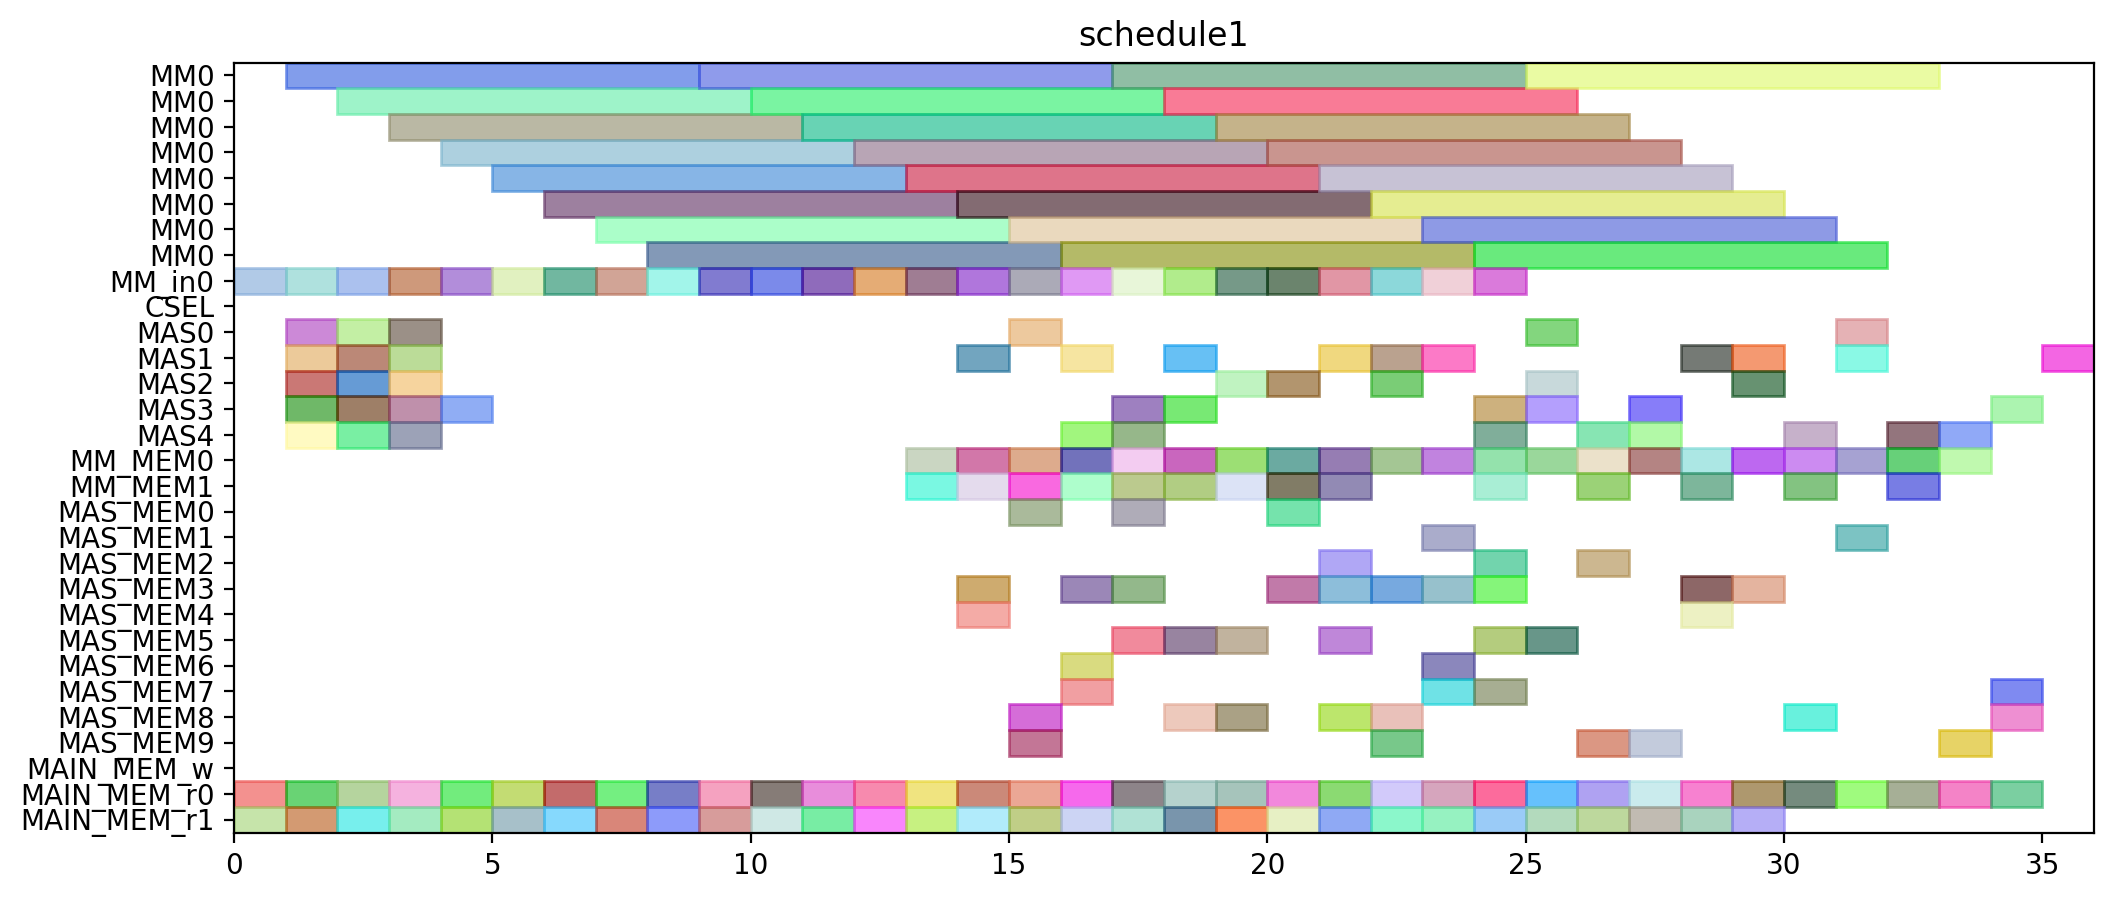 schedule1
MM0
MM0
MM0
MM0
MM0
MM0
MM0
MM0
MM_in0
CSEL
MAS0
MAS1
MAS2
MAS3
MAS4
MM_MEM0
MM_MEM1
MAS_MEM0
MAS_MEM1
MAS_MEM2
MAS_MEM3
MAS_MEM4
MAS_MEM5
MAS_MEM6
MAS_MEM7
MAS_MEM8
MAS_MEM9
MAIN_MEM_w
MAIN_MEM_r0
MAIN_MEM_r1
0 5 10 15 20 25 30 35